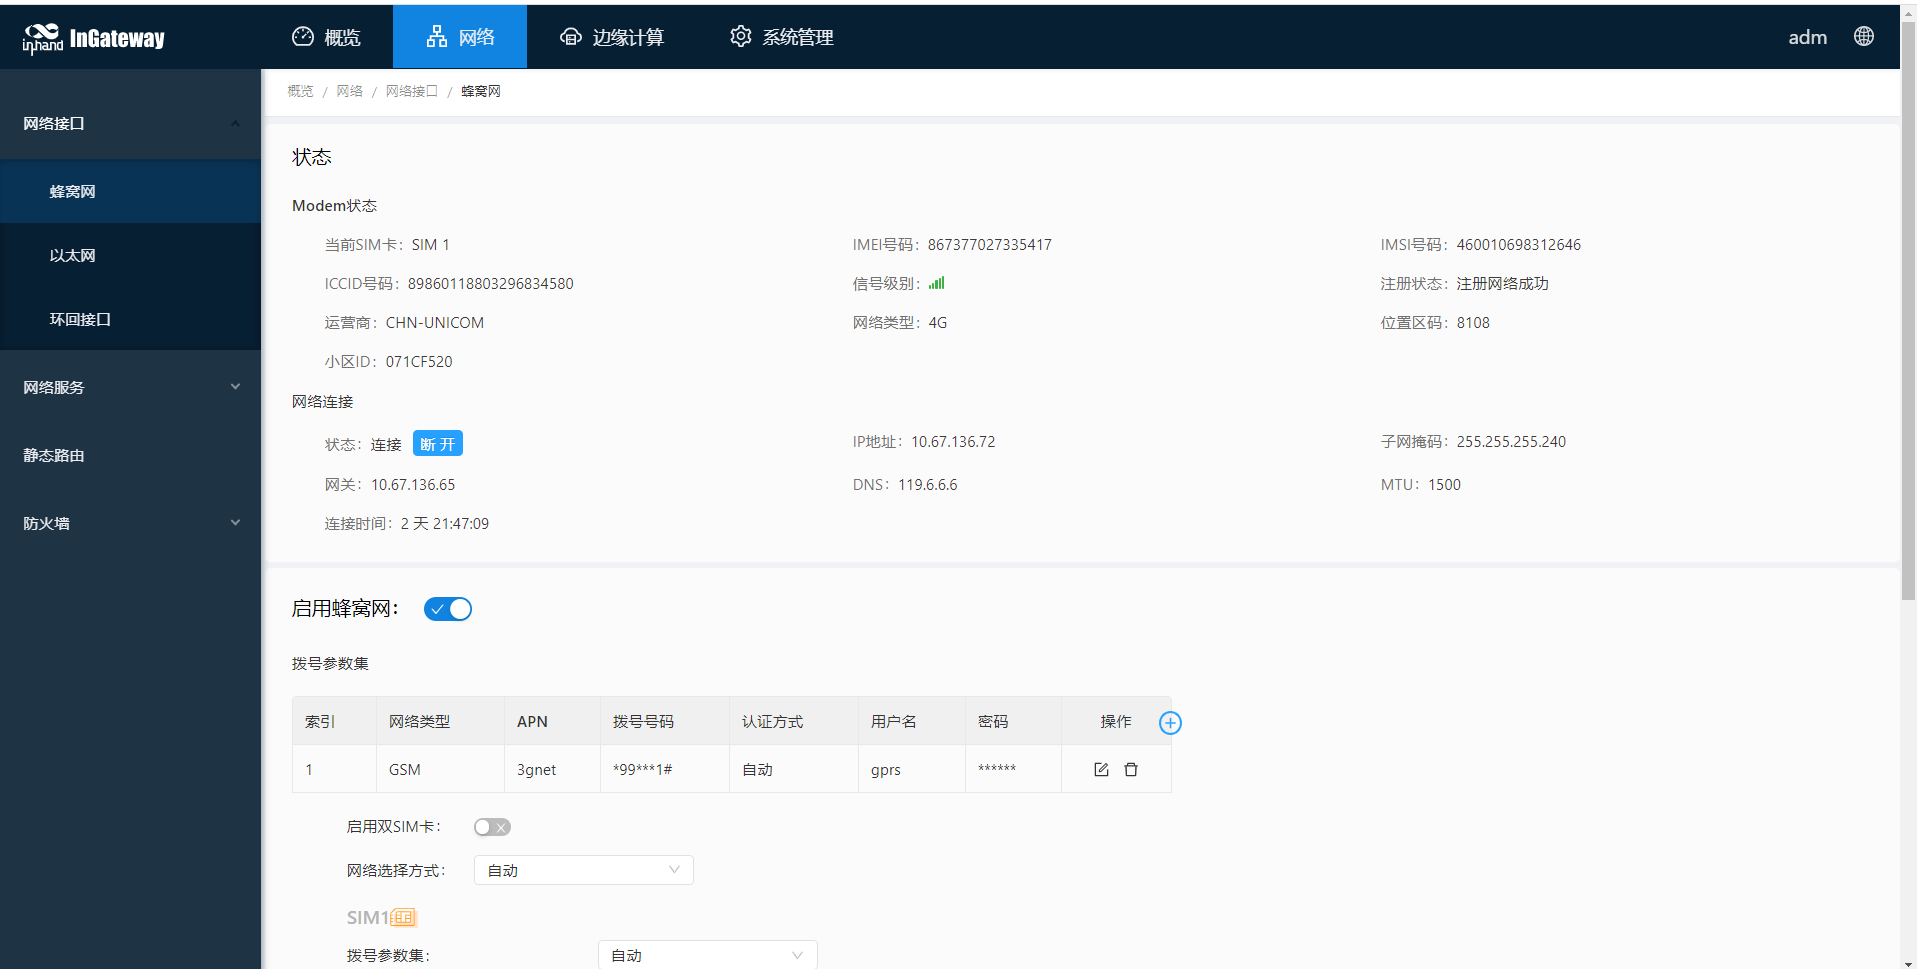 inhand InGateway
概览 网络 边缘计算 系统管理 adm
概览 / 网络 / 网络接口 / 蜂窝网
网络接口
蜂窝网
以太网
环回接口
网络服务
静态路由
防火墙
状态
Modem状态
当前SIM卡：SIM 1 IMEI号码：867377027335417 IMSI号码：460010698312646
ICCID号码：89860118803296834580 信号级别： 注册状态：注册网络成功
运营商：CHN-UNICOM 网络类型：4G 位置区码：8108
小区ID：071CF520
网络连接
状态：连接 断 开 IP地址：10.67.136.72 子网掩码：255.255.255.240
网关：10.67.136.65 DNS：119.6.6.6 MTU：1500
连接时间：2 天 21:47:09
启用蜂窝网：
拨号参数集
索引 网络类型 APN 拨号号码 认证方式 用户名 密码 操作
1 GSM 3gnet *99***1# 自动 gprs ******
启用双SIM卡：
网络选择方式： 自动
SIM1
拨号参数集： 自动